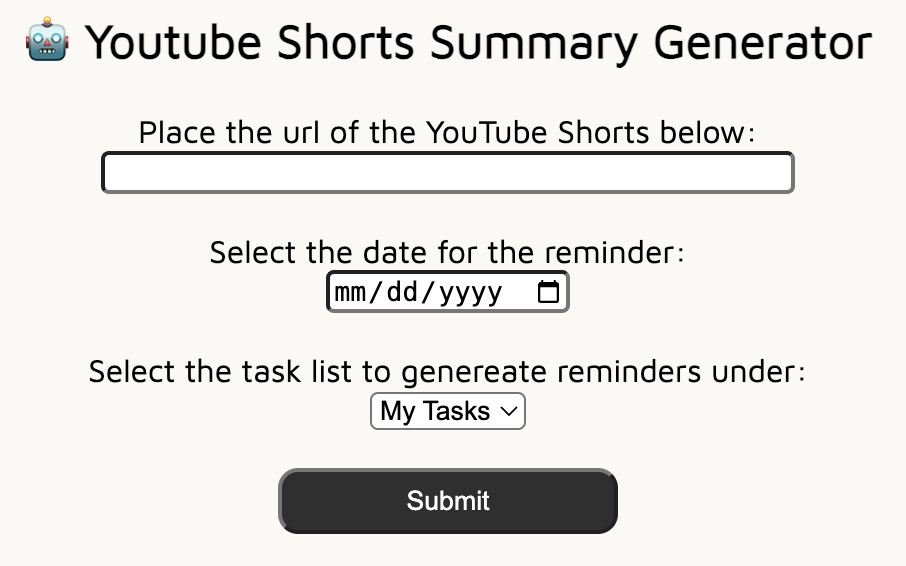 🤖 Youtube Shorts Summary Generator
Place the url of the YouTube Shorts below:
Select the date for the reminder:
mm/dd/yyyy
Select the task list to genereate reminders under:
My Tasks
Submit